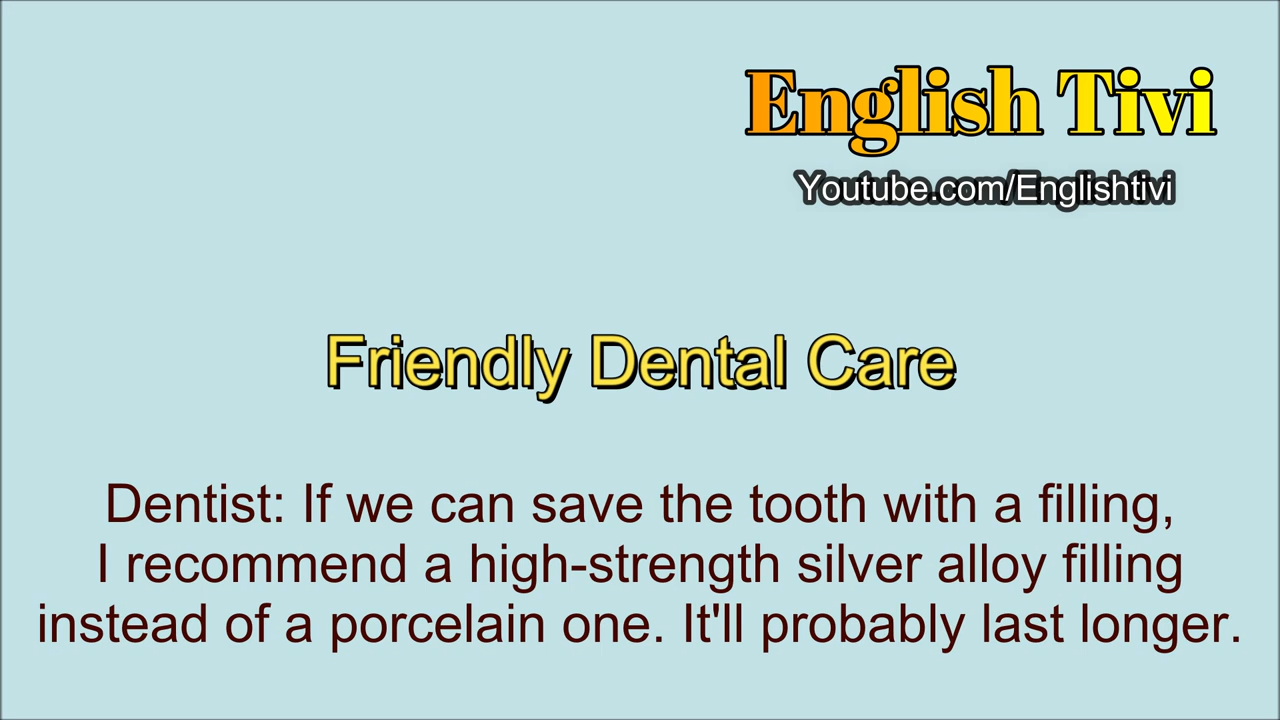 English Tivi
Youtube.com/Englishtivi
Friendly Dental Care
Dentist: If we can save the tooth with a filling,
I recommend a high-strength silver alloy filling
instead of a porcelain one. It'll probably last longer.